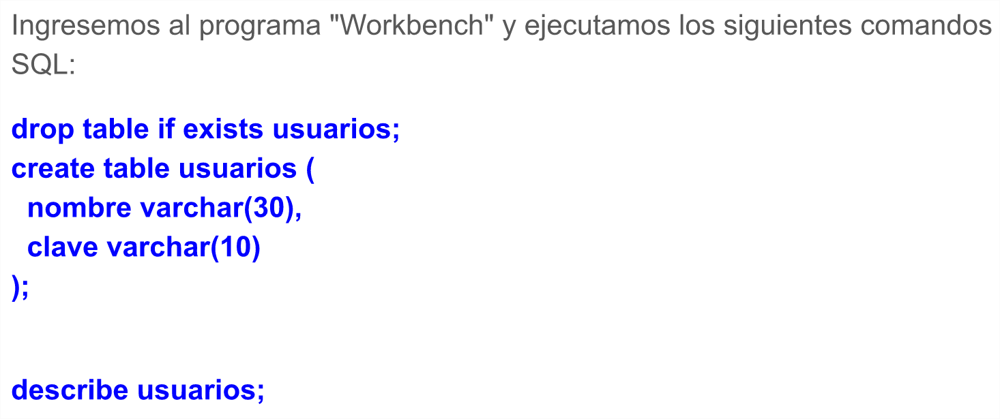 Ingresemos al programa "Workbench" y ejecutamos los siguientes comandos
SQL:
drop table if exists usuarios;
create table usuarios (
  nombre varchar(30),
  clave varchar(10)
);
describe usuarios;